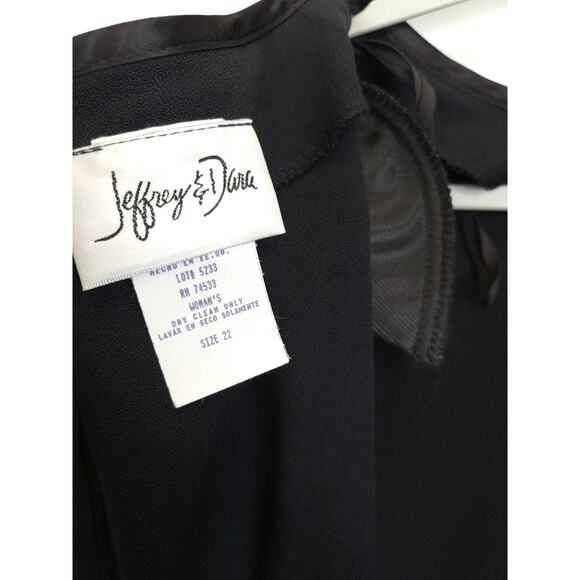 Jeffrey & Dara
HECHO EN EE.UU.
LOT# 5233
RN 74533
WOMAN'S
DRY CLEAN ONLY
LAVAR EN SECO SOLAMENTE
SIZE 22